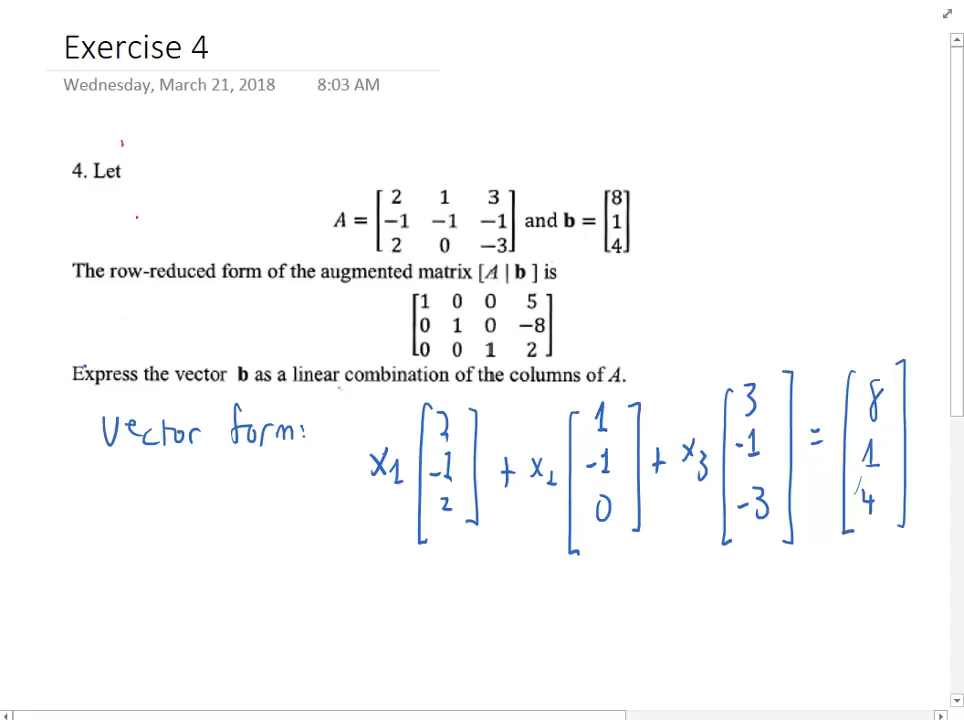 Exercise 4
Wednesday, March 21, 2018 8:03 AM
4. Let
A = [2 1 3; −1 −1 −1; 2 0 −3] and b = [8; 1; 4]
The row-reduced form of the augmented matrix [A | b ] is
[1 0 0 5; 0 1 0 −8; 0 0 1 2]
Express the vector b as a linear combination of the columns of A.
Vector form: x1 [2; -1; 2] + x2 [1; -1; 0] + x3 [3; -1; -3] = [8; 1; 4]